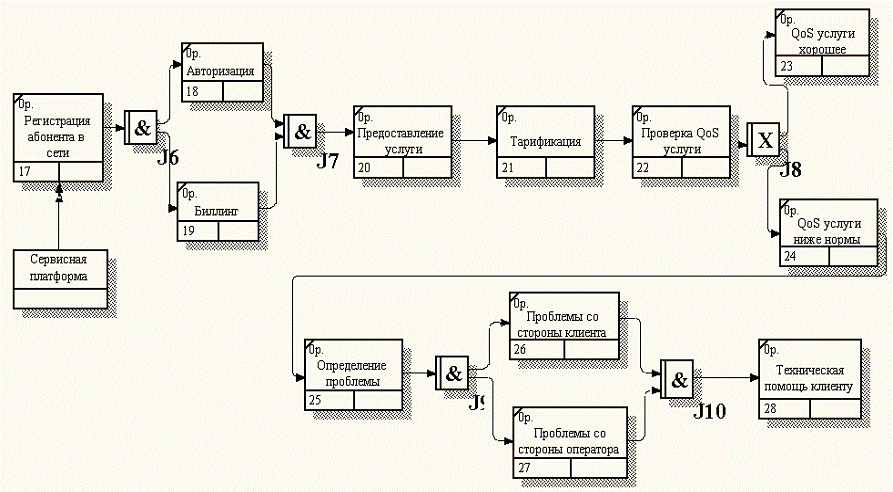 0р.
Регистрация
абонента в
сети
17
Сервисная
платформа
&
J6
0р.
Авторизация
18
0р.
Биллинг
19
&
J7
0р.
Предоставление
услуги
20
0р.
Тарификация
21
0р.
Проверка QoS
услуги
22
X
J8
0р.
QoS услуги
хорошее
23
0р.
QoS услуги
ниже нормы
24
0р.
Определение
проблемы
25
&
J9
0р.
Проблемы со
стороны клиента
26
0р.
Проблемы со
стороны оператора
27
&
J10
0р.
Техническая
помощь клиенту
28